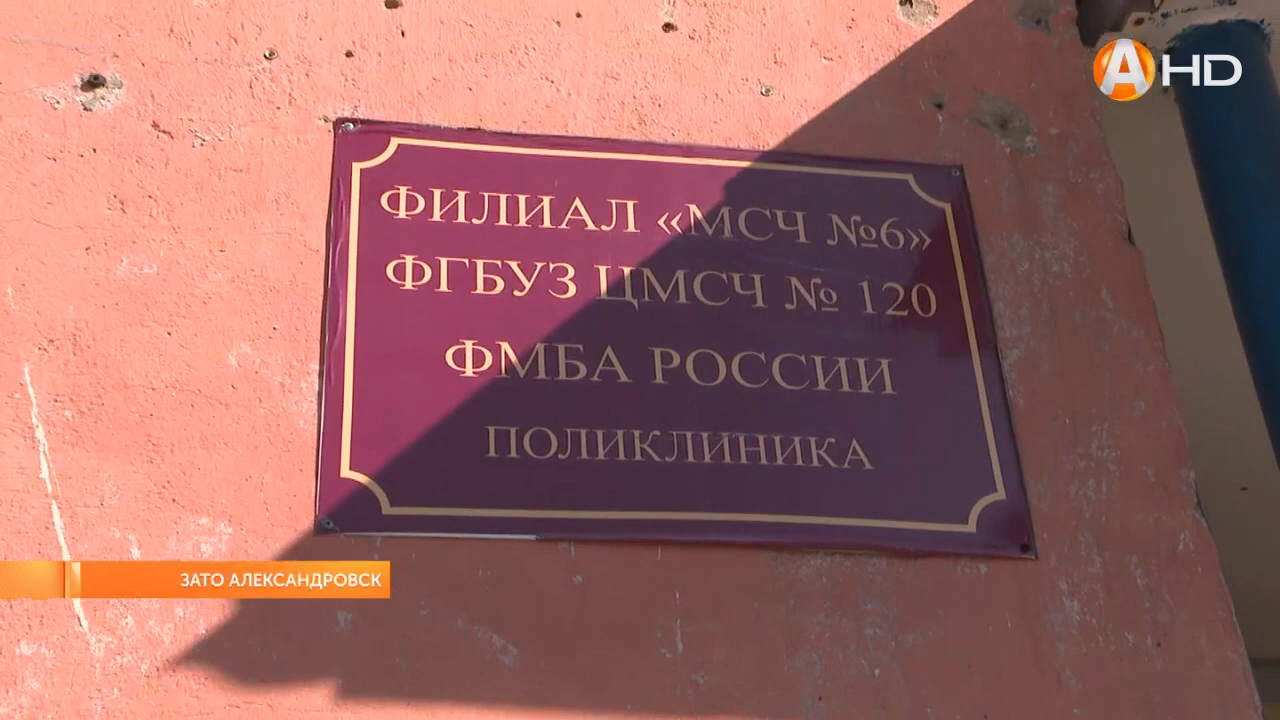 А HD
ФИЛИАЛ «МСЧ №6»
ФГБУЗ ЦМСЧ № 120
ФМБА РОССИИ
ПОЛИКЛИНИКА
ЗАТО АЛЕКСАНДРОВСК